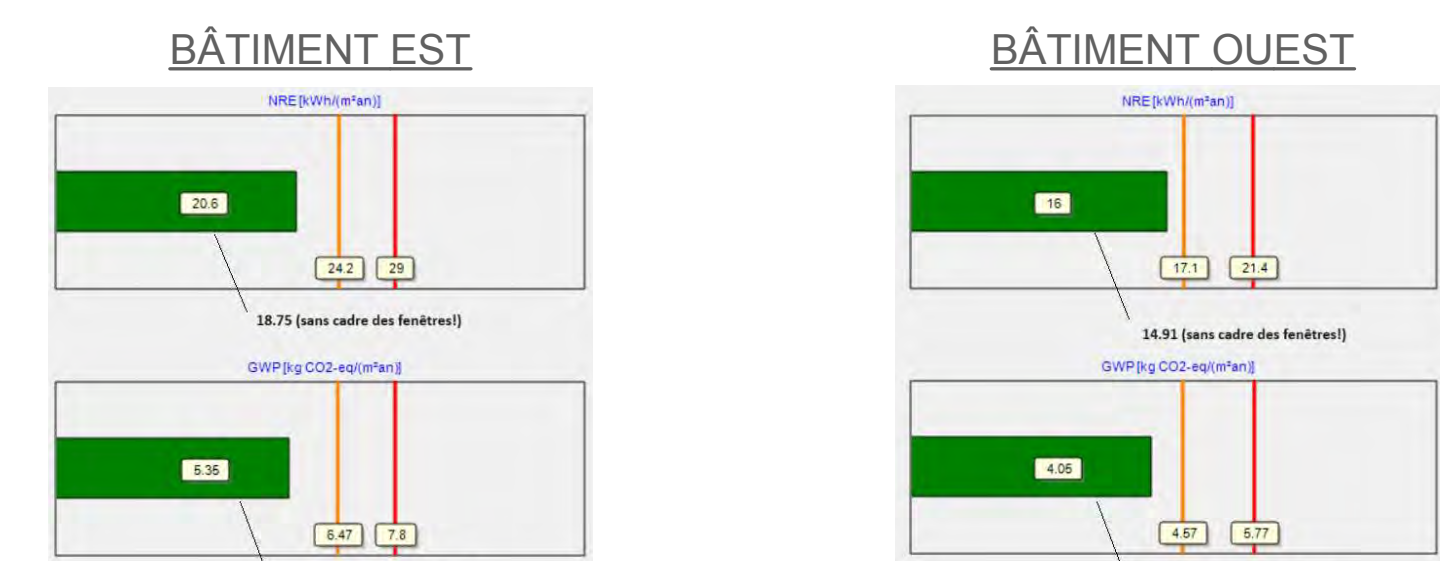 BÂTIMENT EST
NRE [kWh/(m²an)]
20.6
24.2
29
18.75 (sans cadre des fenêtres!)
GWP [kg CO2-eq/(m²an)]
5.35
6.47
7.8
BÂTIMENT OUEST
NRE [kWh/(m²an)]
16
17.1
21.4
14.91 (sans cadre des fenêtres!)
GWP [kg CO2-eq/(m²an)]
4.05
4.57
5.77